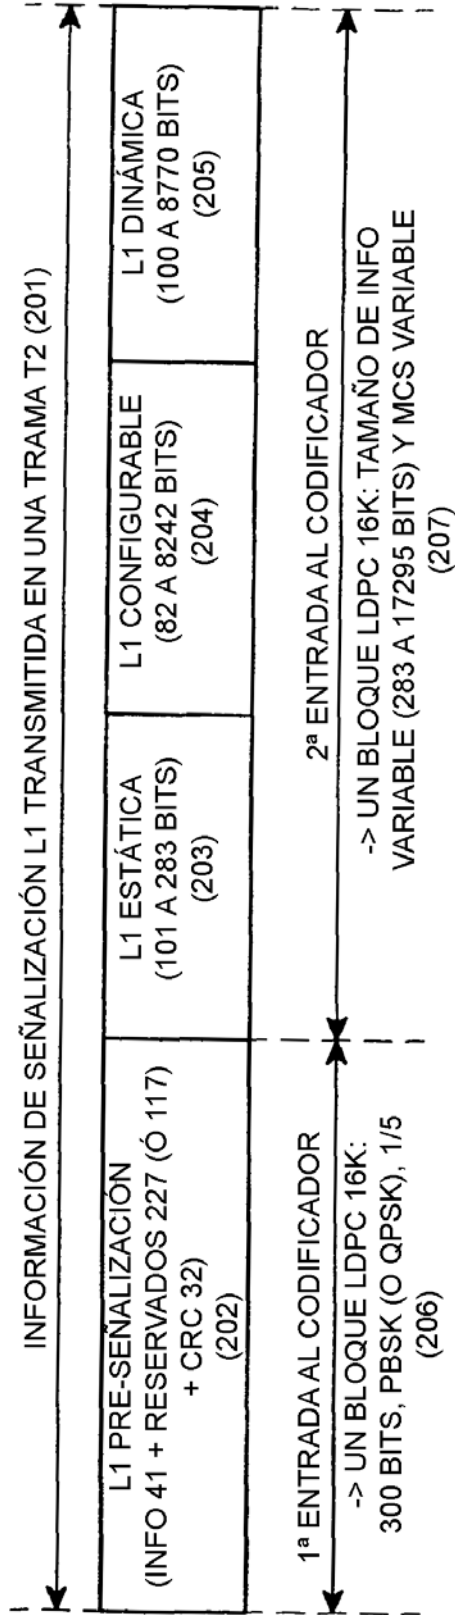 INFORMACIÓN DE SEÑALIZACIÓN L1 TRANSMITIDA EN UNA TRAMA T2 (201)
L1 PRE-SEÑALIZACIÓN
(INFO 41 + RESERVADOS 227 (Ó 117)
+ CRC 32)
(202)
L1 ESTÁTICA
(101 A 283 BITS)
(203)
L1 CONFIGURABLE
(82 A 8242 BITS)
(204)
L1 DINÁMICA
(100 A 8770 BITS)
(205)
1ª ENTRADA AL CODIFICADOR
-> UN BLOQUE LDPC 16K:
300 BITS, PBSK (O QPSK), 1/5
(206)
2ª ENTRADA AL CODIFICADOR
-> UN BLOQUE LDPC 16K: TAMAÑO DE INFO
VARIABLE (283 A 17295 BITS) Y MCS VARIABLE
(207)